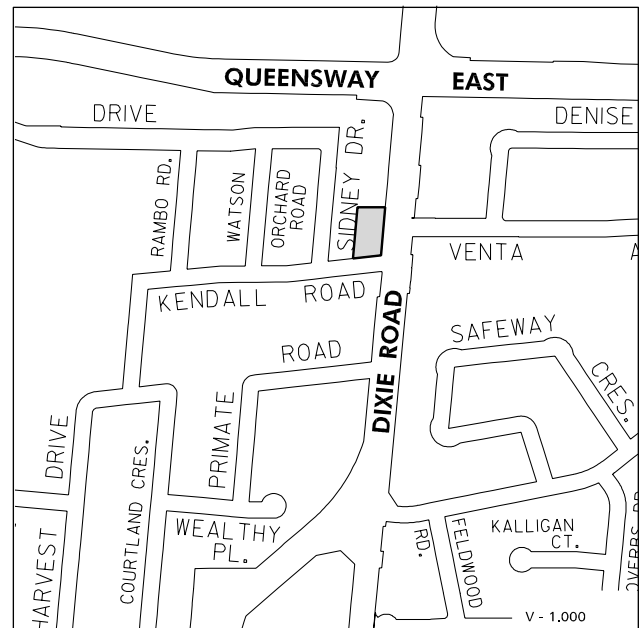 QUEENSWAY EAST
DRIVE
DENISE
RAMBO RD.
WATSON
ORCHARD
ROAD
SIDNEY DR.
VENTA
A
KENDALL ROAD
ROAD
PRIMATE
DIXIE ROAD
SAFEWAY
CRES.
DRIVE
HARVEST
COURTLAND CRES.
WEALTHY
PL.
RD.
FELDWOOD
KALLIGAN
CT.
V - 1.000